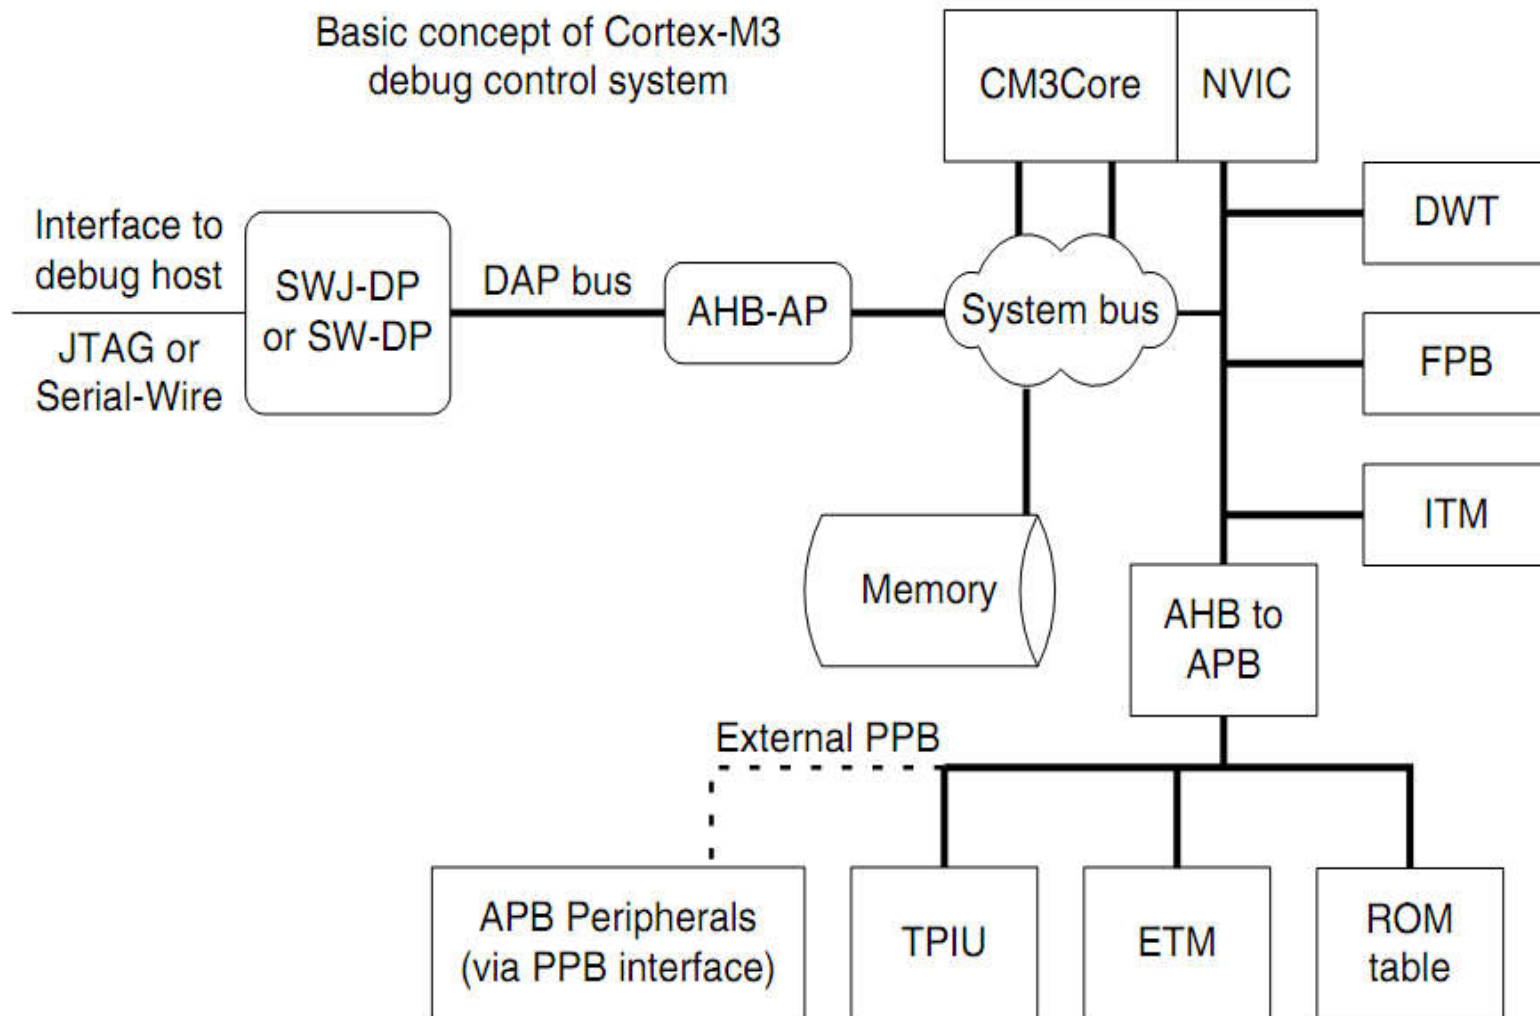 Basic concept of Cortex-M3
debug control system
CM3Core
NVIC
DWT
Interface to
debug host
JTAG or
Serial-Wire
SWJ-DP
or SW-DP
DAP bus
AHB-AP
System bus
FPB
ITM
Memory
AHB to
APB
External PPB
APB Peripherals
(via PPB interface)
TPIU
ETM
ROM
table